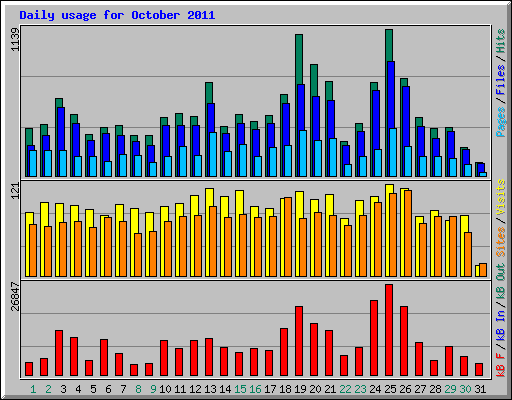 Daily usage for October 2011
1139
Pages / Files / Hits
121
Sites / Visits
26847
kB F / kB In / kB Out
1 2 3 4 5 6 7 8 9 10 11 12 13 14 15 16 17 18 19 20 21 22 23 24 25 26 27 28 29 30 31